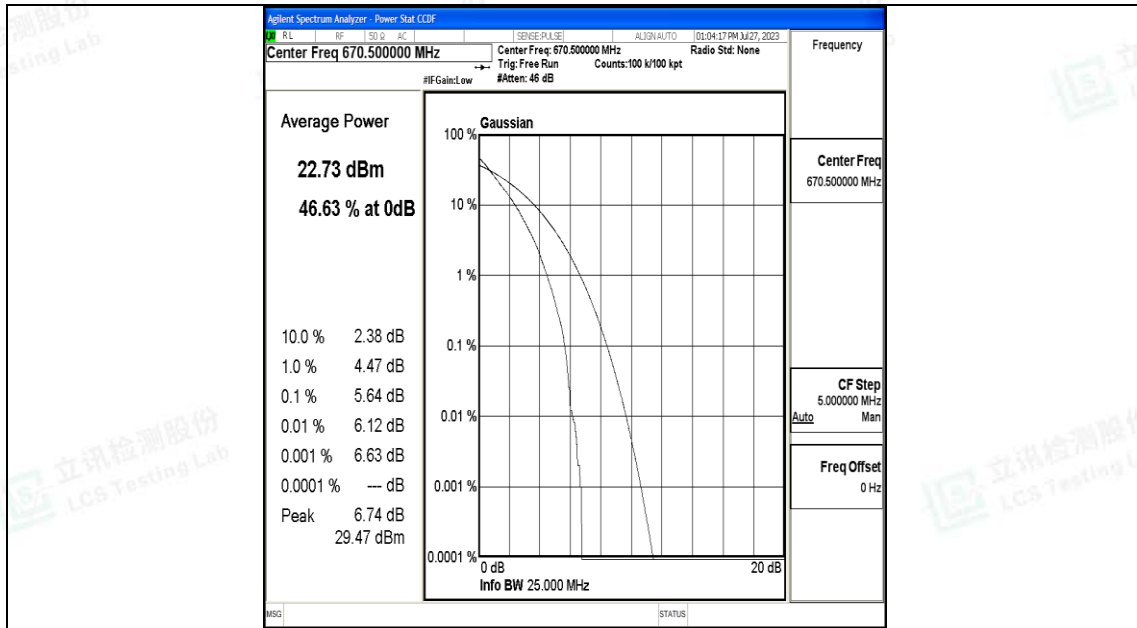 Agilent Spectrum Analyzer - Power Stat CCDF
RL RF 50 Ω AC SENSE:PULSE ALIGNAUTO 01:04:17 PM Jul 27, 2023
Center Freq 670.500000 MHz
Center Freq: 670.500000 MHz Radio Std: None
Trig: Free Run Counts:100 k/100 kpt
#IFGain:Low #Atten: 46 dB
Average Power
22.73 dBm
46.63 % at 0dB
10.0 % 2.38 dB
1.0 % 4.47 dB
0.1 % 5.64 dB
0.01 % 6.12 dB
0.001 % 6.63 dB
0.0001 % --- dB
Peak 6.74 dB
29.47 dBm
Gaussian
100 %
10 %
1 %
0.1 %
0.01 %
0.001 %
0.0001 %
0 dB 20 dB
Info BW 25.000 MHz
Frequency
Center Freq
670.500000 MHz
CF Step
5.000000 MHz
Auto Man
Freq Offset
0 Hz
MSG STATUS
立讯检测股份
LCS Testing Lab